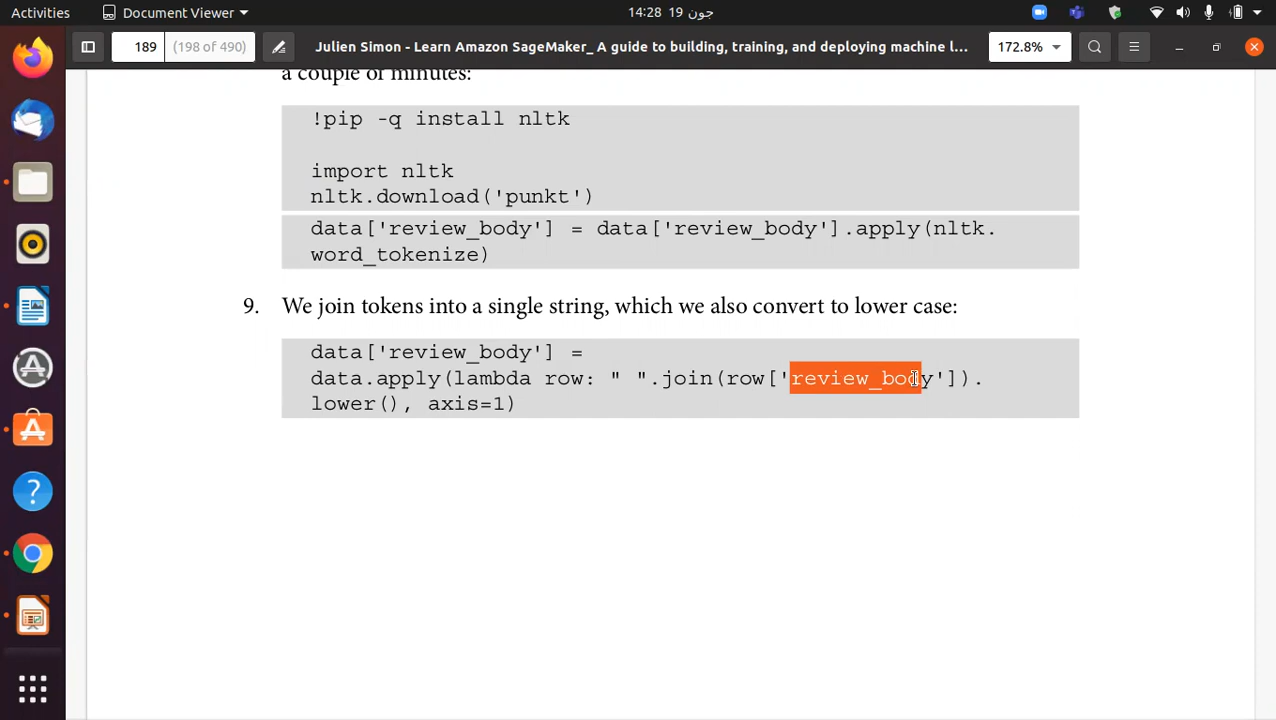 Activities
Document Viewer
14:28 19 جون
189 (198 of 490)
Julien Simon - Learn Amazon SageMaker_ A guide to building, training, and deploying machine l...
172.8%
a couple of minutes:
!pip -q install nltk
import nltk
nltk.download('punkt')
data['review_body'] = data['review_body'].apply(nltk.
word_tokenize)
9. We join tokens into a single string, which we also convert to lower case:
data['review_body'] =
data.apply(lambda row: " ".join(row['review_body']).
lower(), axis=1)